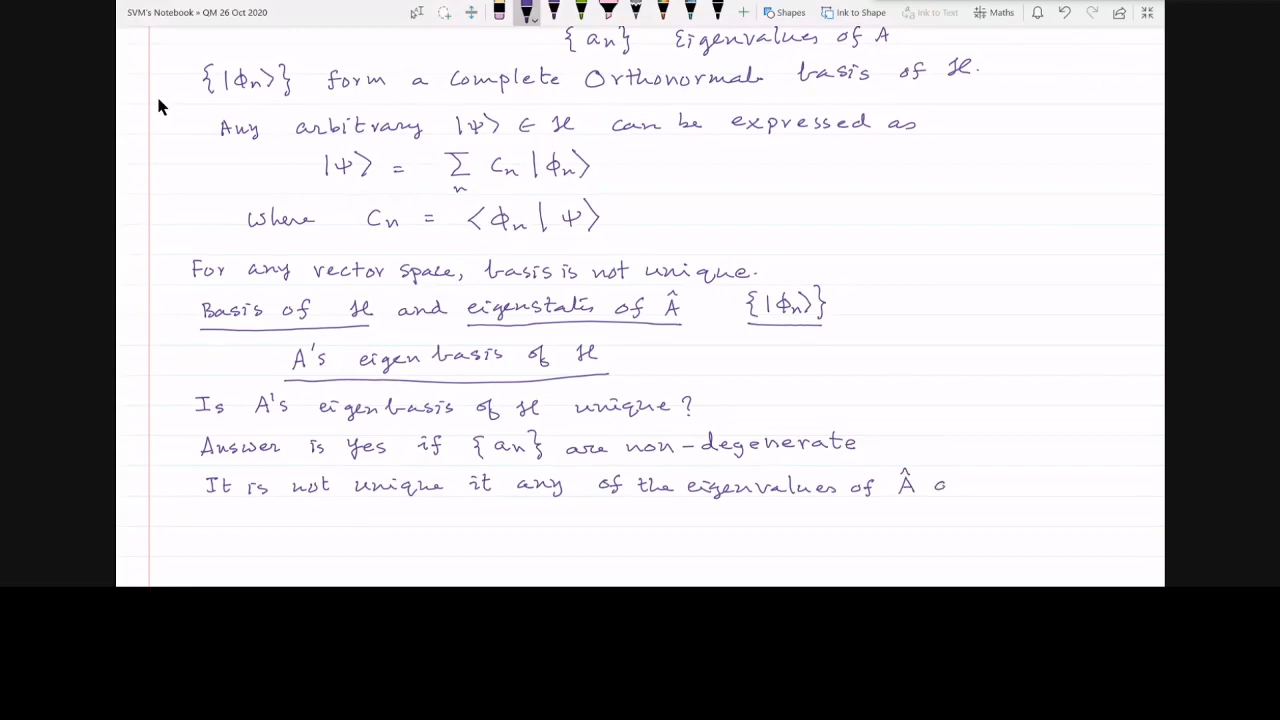 SVM's Notebook » QM 26 Oct 2020 Shapes Ink to Shape Ink to Text Maths
{an} Eigenvalues of A
{|ϕn⟩} form a complete Orthonormal basis of ℋ.
Any arbitrary |ψ⟩ ∈ ℋ can be expressed as
|ψ⟩ = ∑n Cn |ϕn⟩
where Cn = ⟨ϕn | ψ⟩
For any vector space, basis is not unique.
Basis of ℋ and eigenstates of Â {|ϕn⟩}
A's eigen basis of ℋ
Is A's eigenbasis of ℋ unique?
Answer is Yes if {an} are non-degenerate
It is not unique it any of the eigenvalues of Â